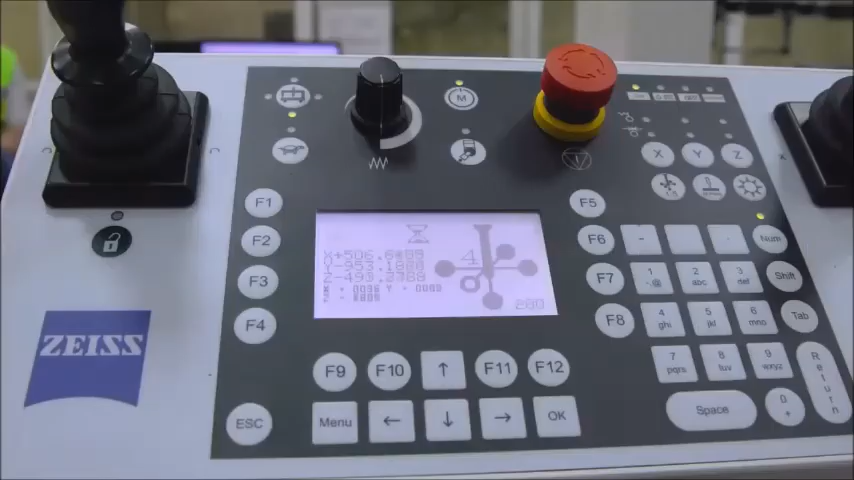 M
X Y Z
F1
F2
F3
F4
F5
F6
F7
F8
4
280
-
.
Num
1 -.@
2 abc
3 def
Shift
4 ghi
5 jkl
6 mno
Tab
7 pqrs
8 tuv
9 wxyz
Return
Space
0 +
F9 F10 ↑ F11 F12
ESC
Menu ← ↓ → OK
ZEISS